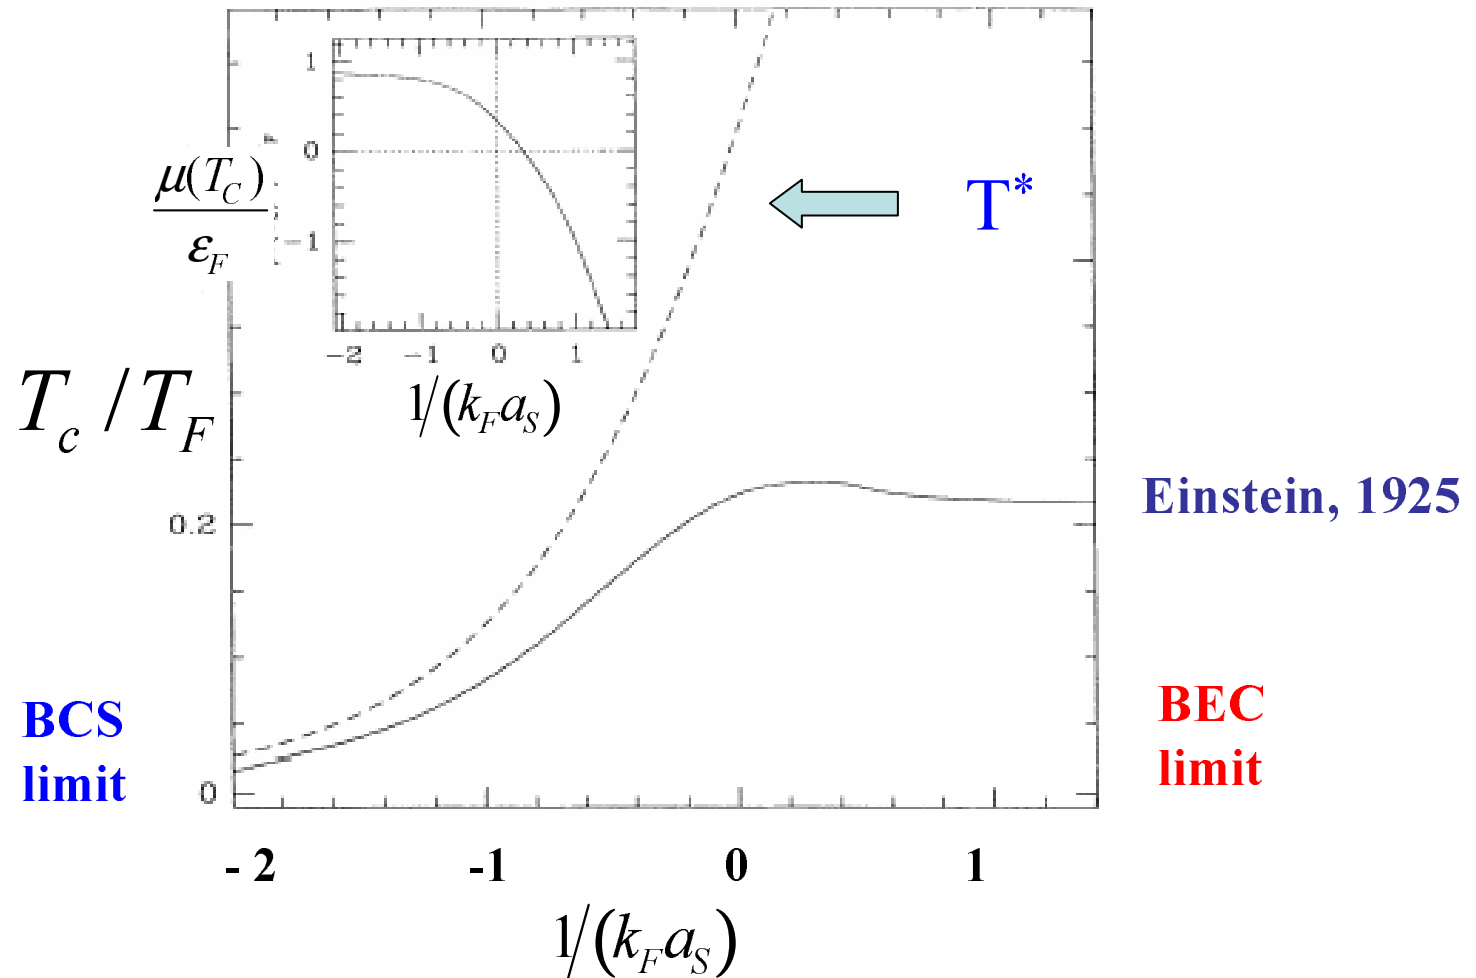 1
0
-1
μ(T_C)
ε_F
-2 -1 0 1
1/(k_F a_S)
T*
T_c / T_F
Einstein, 1925
0.2
BCS
limit
0
BEC
limit
- 2 -1 0 1
1/(k_F a_S)